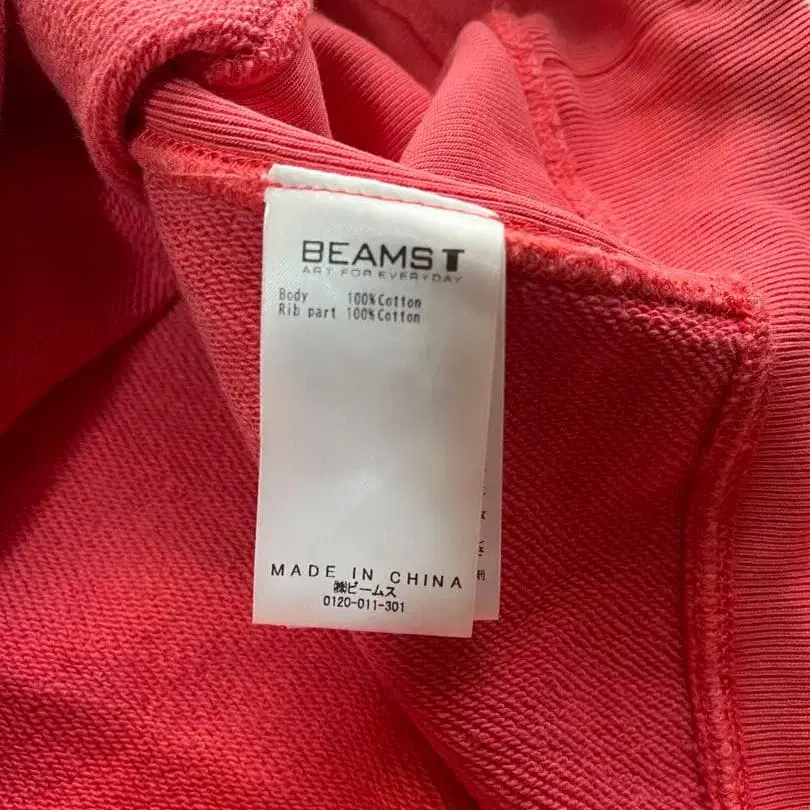 BEAMS T
ART FOR EVERYDAY
Body 100%Cotton
Rib part 100%Cotton
MADE IN CHINA
㈱ビームス
0120-011-301